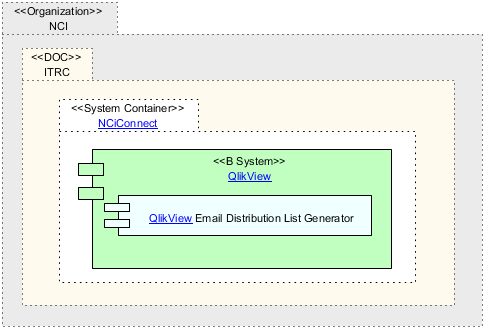 <<Organization>>
NCI
<<DOC>>
ITRC
<<System Container>>
NCiConnect
<<B System>>
QlikView
QlikView Email Distribution List Generator